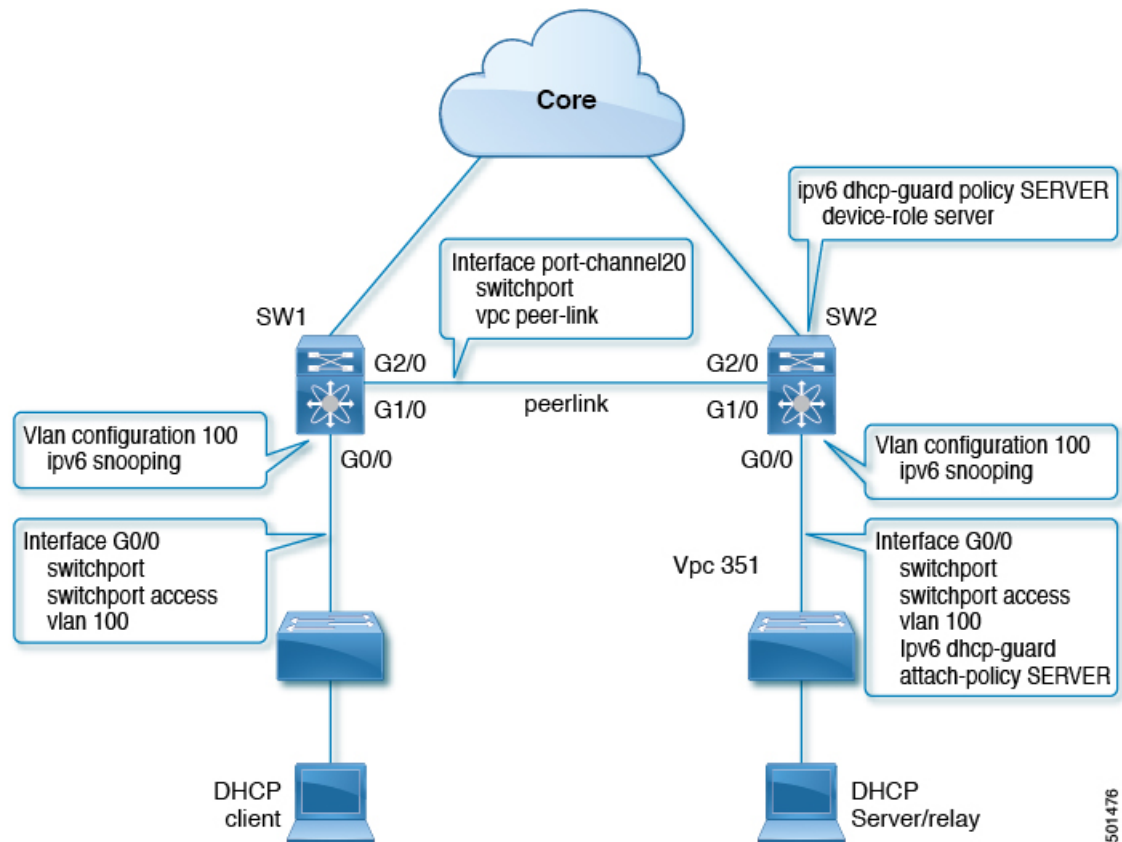 Core
ipv6 dhcp-guard policy SERVER
device-role server
Interface port-channel20
switchport
vpc peer-link
SW1
SW2
G2/0
G2/0
peerlink
G1/0
G1/0
Vlan configuration 100
ipv6 snooping
G0/0
G0/0
Vlan configuration 100
ipv6 snooping
Interface G0/0
switchport
switchport access
vlan 100
Vpc 351
Interface G0/0
switchport
switchport access
vlan 100
Ipv6 dhcp-guard
attach-policy SERVER
DHCP
client
DHCP
Server/relay
501476